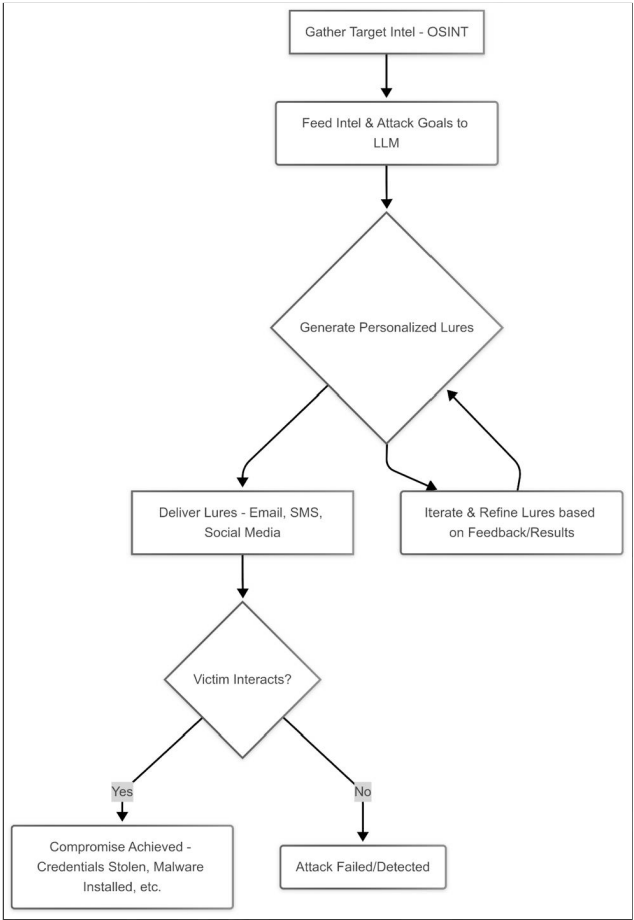 Gather Target Intel - OSINT
Feed Intel & Attack Goals to
LLM
Generate Personalized Lures
Deliver Lures - Email, SMS,
Social Media
Iterate & Refine Lures based
on Feedback/Results
Victim Interacts?
Yes
No
Compromise Achieved -
Credentials Stolen, Malware
Installed, etc.
Attack Failed/Detected